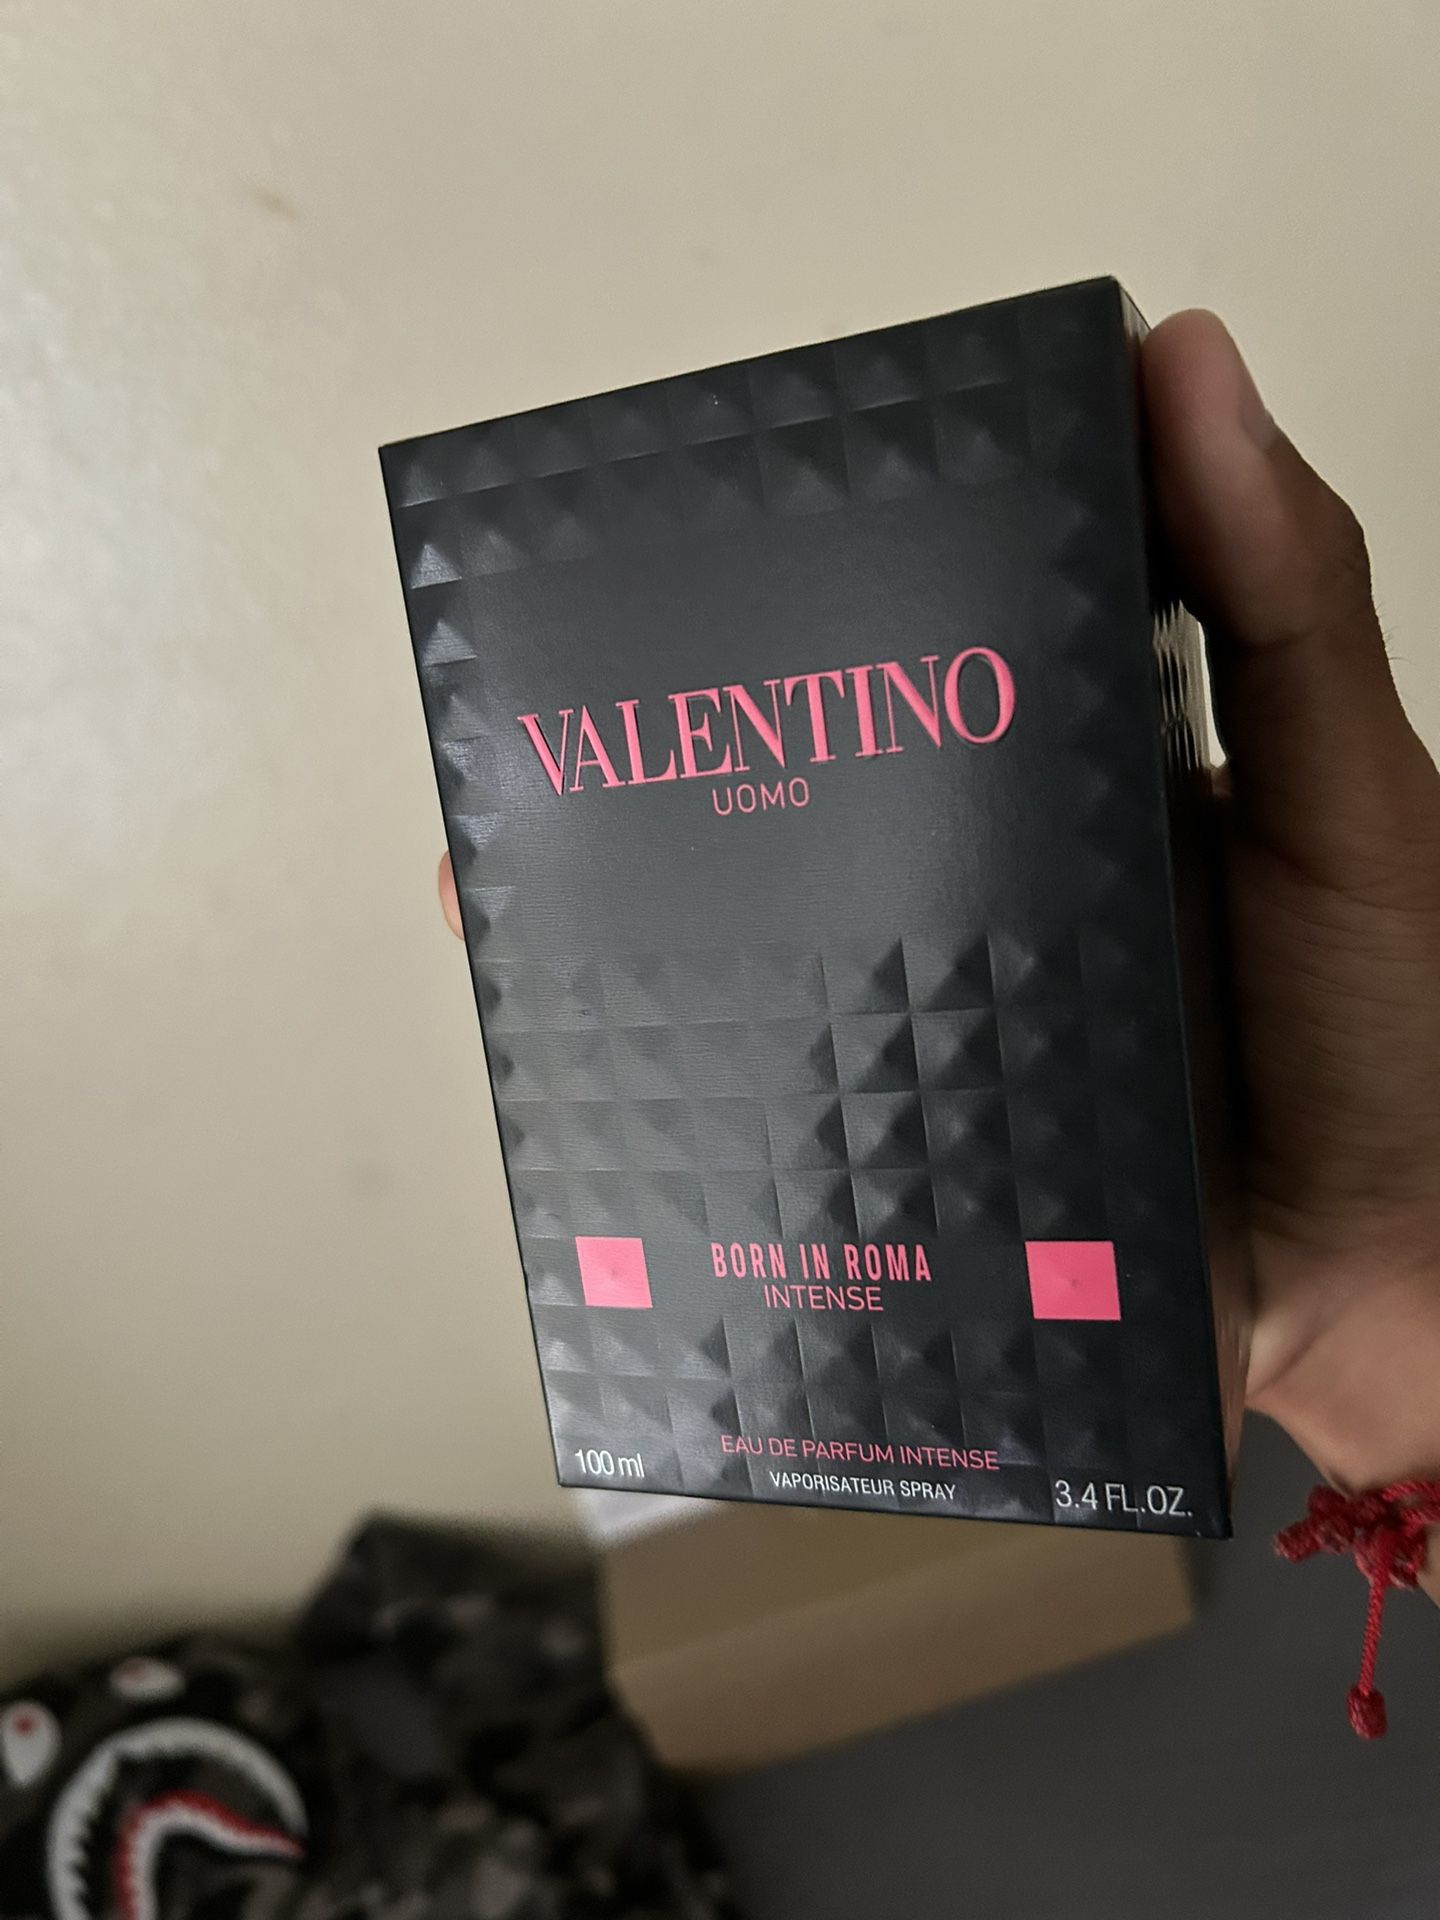 VALENTINO
UOMO
BORN IN ROMA
INTENSE
EAU DE PARFUM INTENSE
100 ml
VAPORISATEUR SPRAY
3.4 FL.OZ.